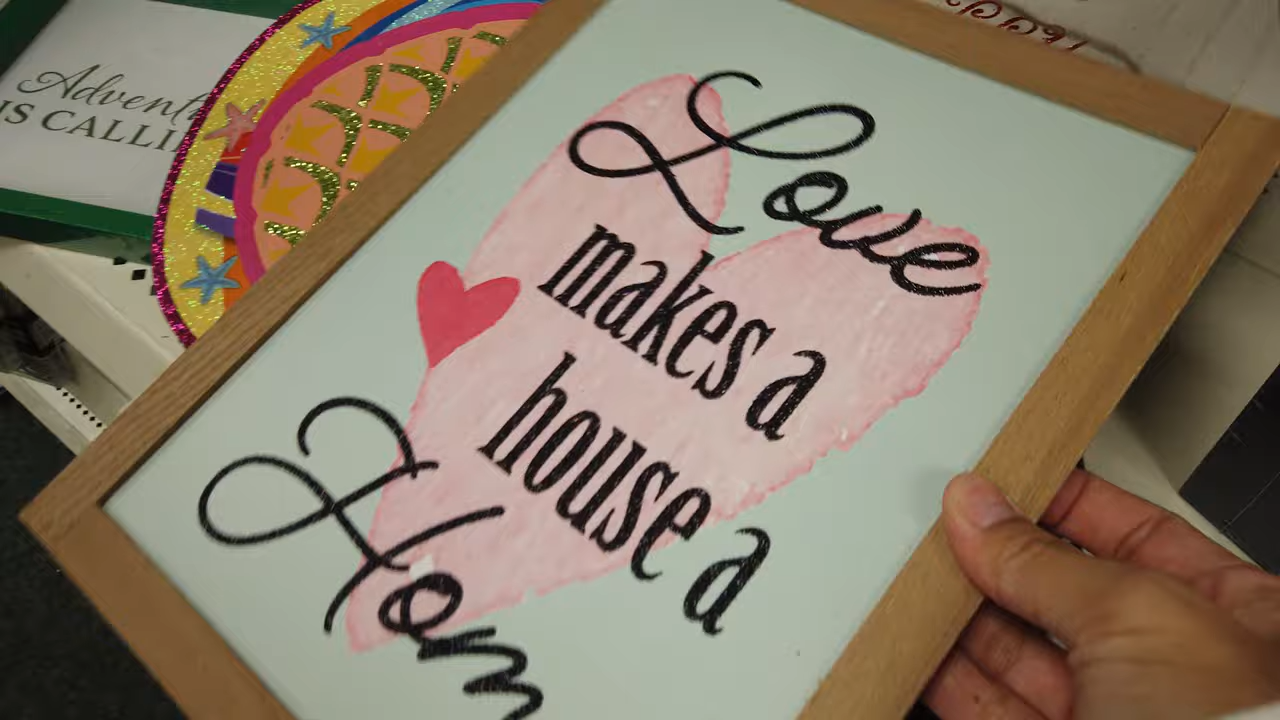 Love
makes a
house a
Hom
Advent
IS CALLI